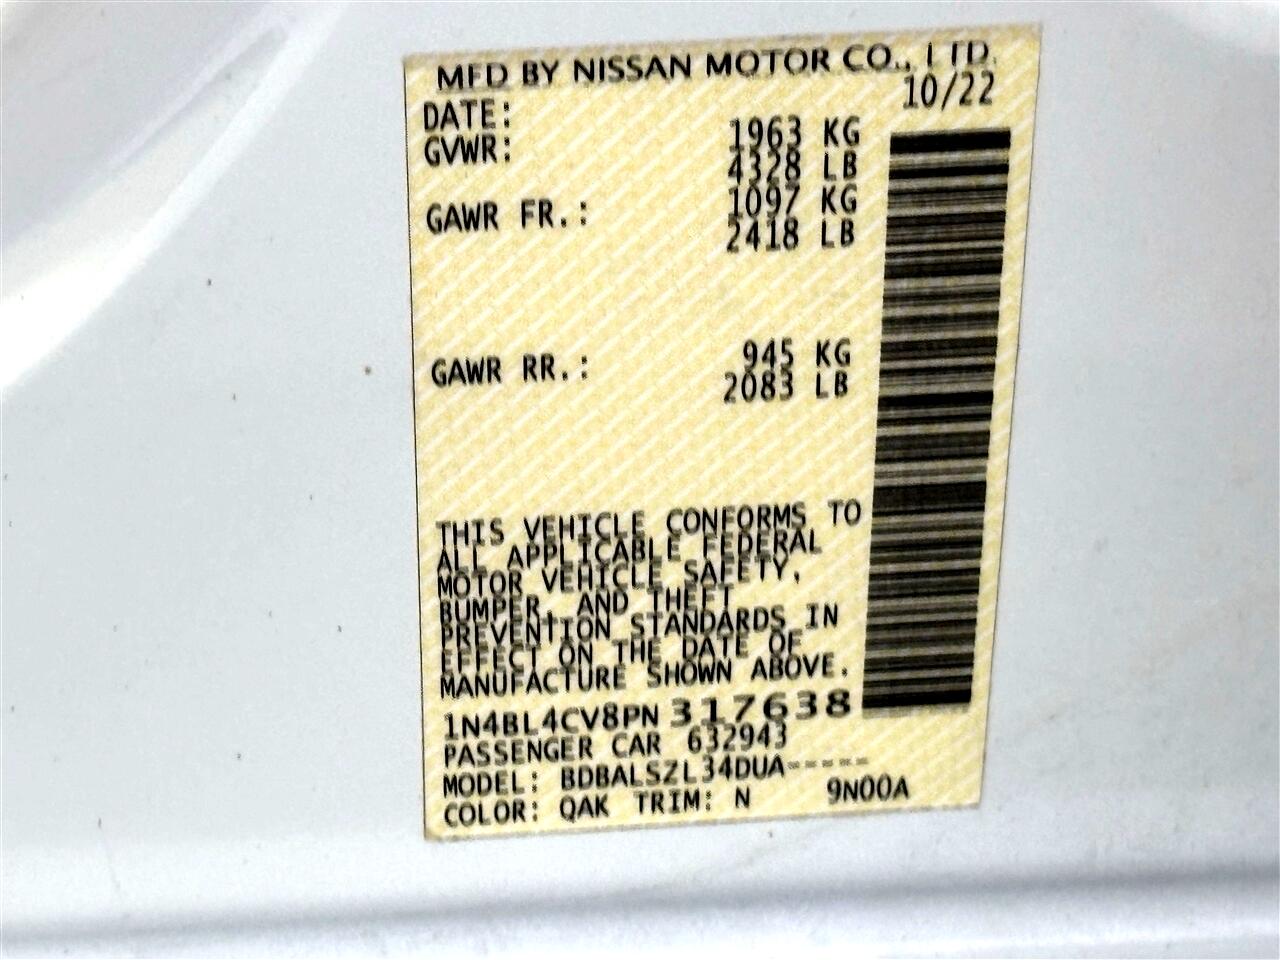 MFD BY NISSAN MOTOR CO., LTD.
DATE: 10/22
GVWR: 1963 KG
4328 LB
GAWR FR.: 1097 KG
2418 LB
GAWR RR.: 945 KG
2083 LB
THIS VEHICLE CONFORMS TO
ALL APPLICABLE FEDERAL
MOTOR VEHICLE SAFETY,
BUMPER, AND THEFT
PREVENTION STANDARDS IN
EFFECT ON THE DATE OF
MANUFACTURE SHOWN ABOVE.
1N4BL4CV8PN 317638
PASSENGER CAR 632943
MODEL: BDBALSZL34DUA-----
COLOR: QAK TRIM: N 9N00A